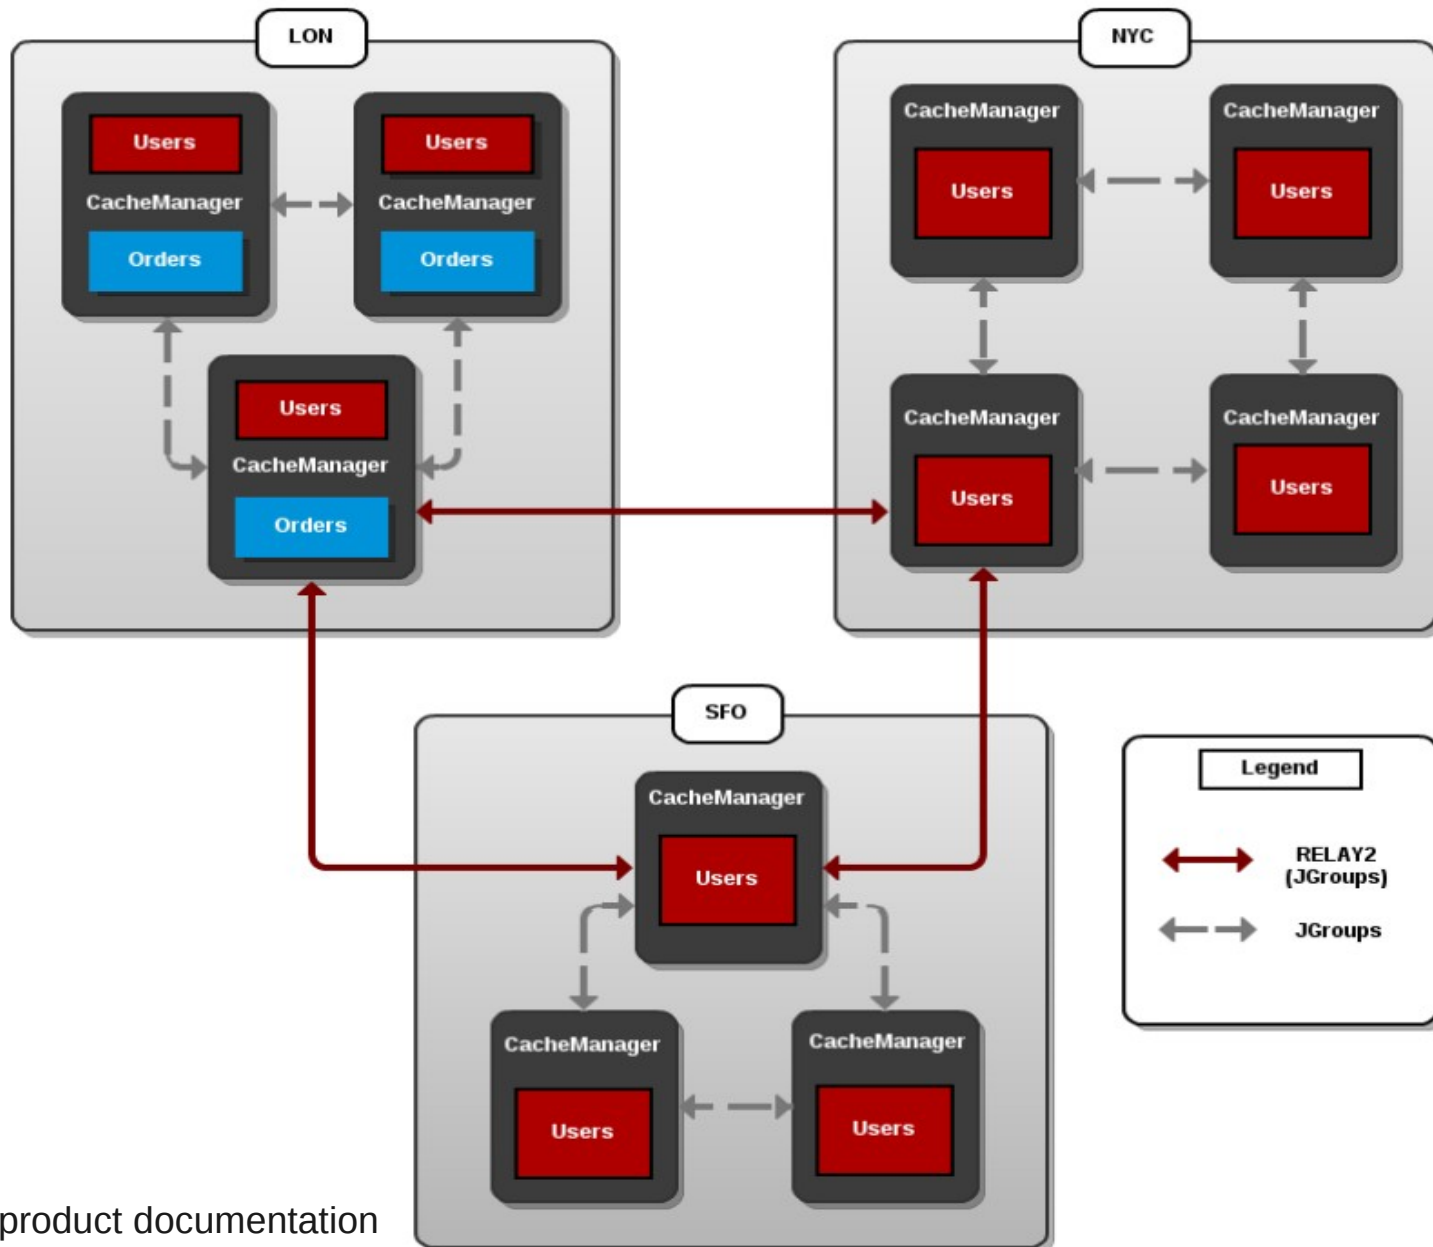 LON
Users
CacheManager
Orders
Users
CacheManager
Orders
Users
CacheManager
Orders
NYC
CacheManager
Users
CacheManager
Users
CacheManager
Users
CacheManager
Users
SFO
CacheManager
Users
CacheManager
Users
CacheManager
Users
Legend
RELAY2
(JGroups)
JGroups
product documentation